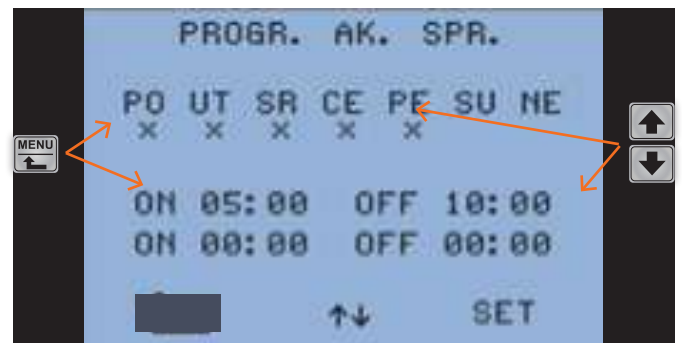 PROGR. AK. SPR.
PO UT SR CE PE SU NE
× × × × ×
MENU
ON 05:00 OFF 10:00
ON 00:00 OFF 00:00
↑↓ SET